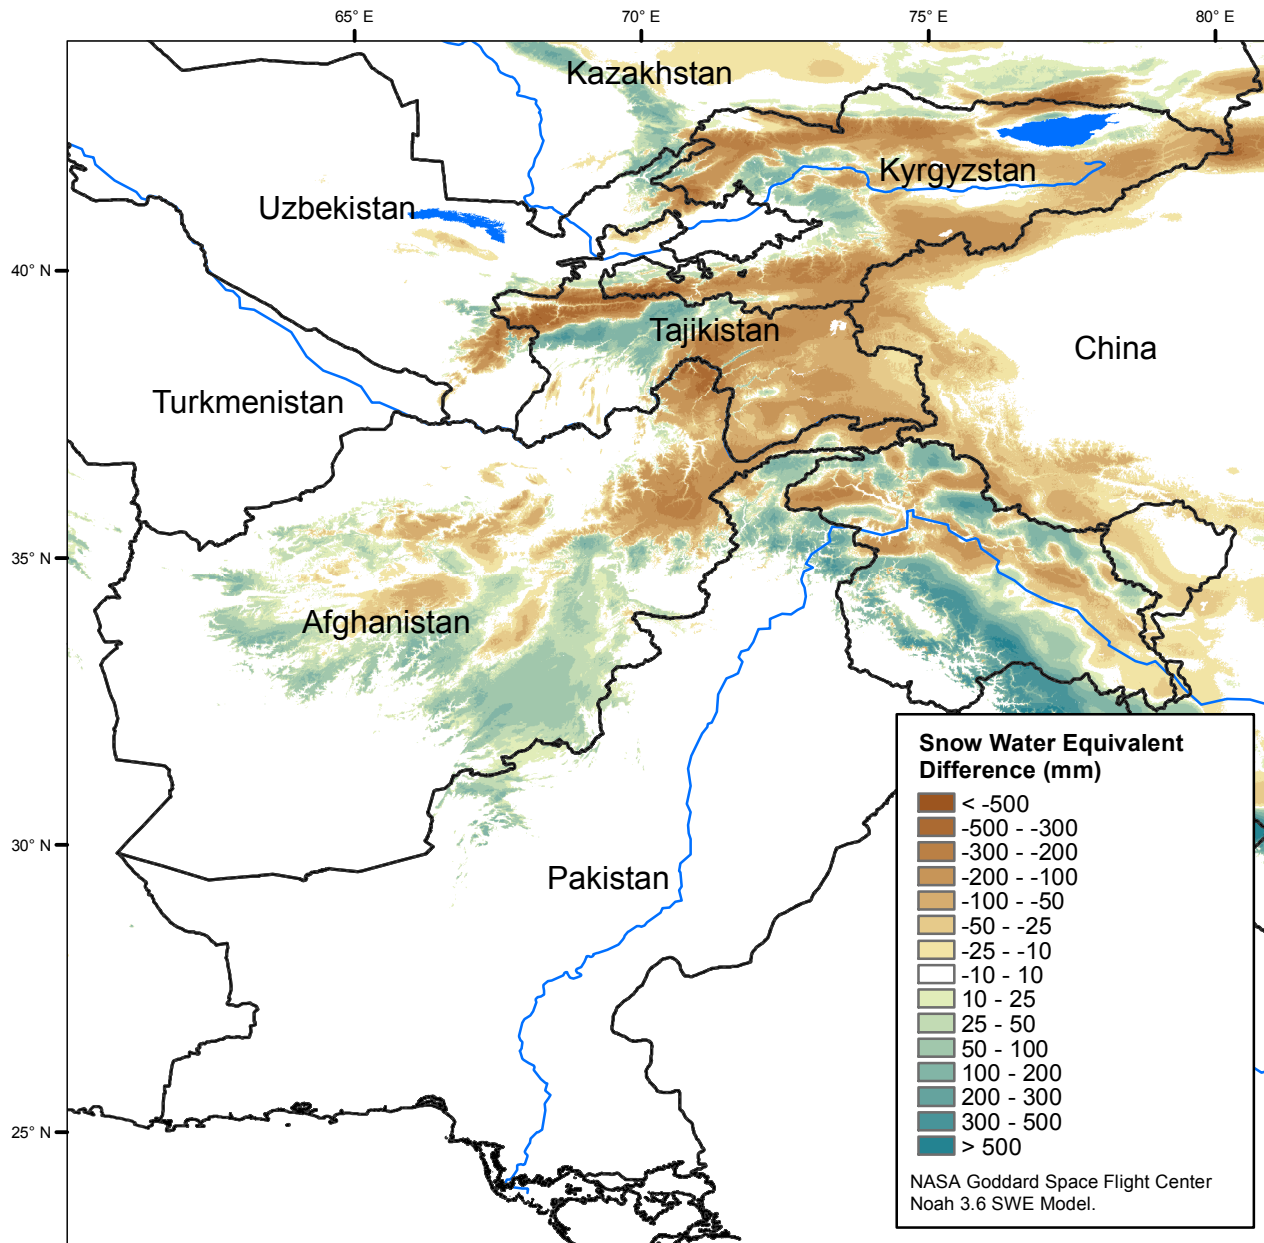 65° E
70° E
75° E
80° E
Kazakhstan
Kyrgyzstan
Uzbekistan
40° N
Tajikistan
China
Turkmenistan
35° N
Afghanistan
30° N
Pakistan
25° N
Snow Water Equivalent
Difference (mm)
< -500
-500 - -300
-300 - -200
-200 - -100
-100 - -50
-50 - -25
-25 - -10
-10 - 10
10 - 25
25 - 50
50 - 100
100 - 200
200 - 300
300 - 500
> 500
NASA Goddard Space Flight Center
Noah 3.6 SWE Model.